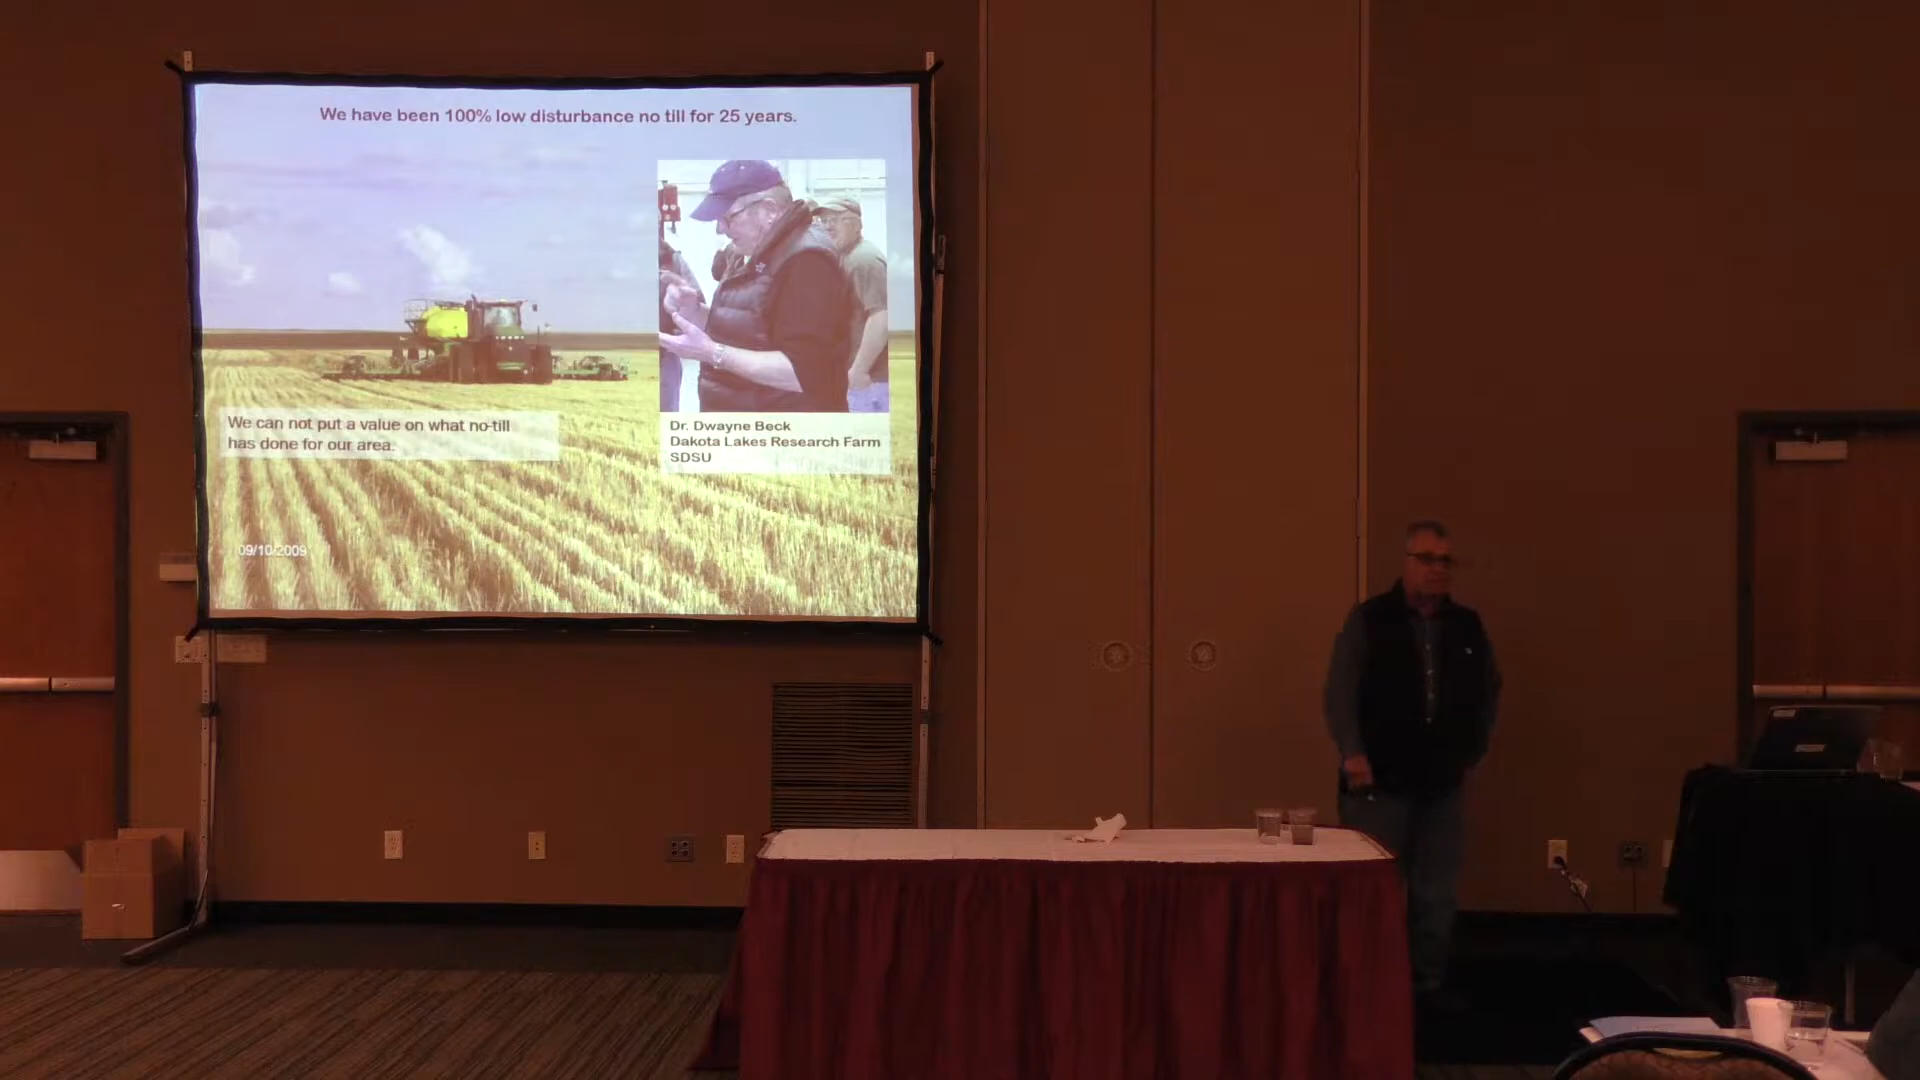 We have been 100% low disturbance no till for 25 years.
We can not put a value on what no-till
has done for our area.
Dr. Dwayne Beck
Dakota Lakes Research Farm
SDSU
09/10/2009